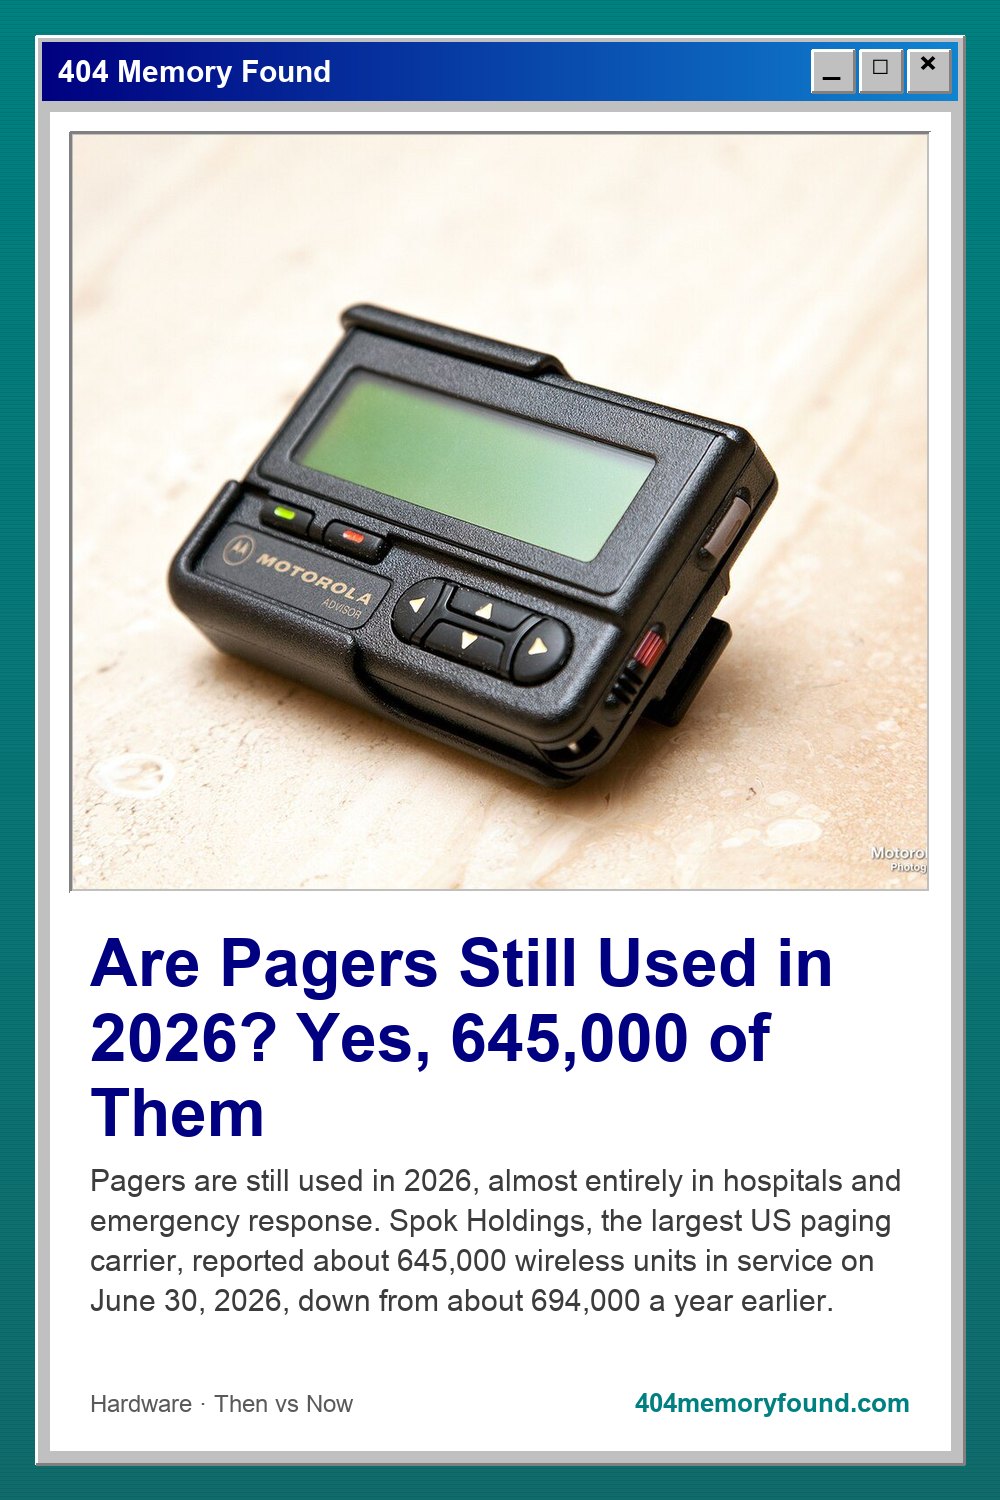 404 Memory Found
MOTOROLA
ADVISOR
Motoro
Photog
Are Pagers Still Used in
2026? Yes, 645,000 of
Them
Pagers are still used in 2026, almost entirely in hospitals and
emergency response. Spok Holdings, the largest US paging
carrier, reported about 645,000 wireless units in service on
June 30, 2026, down from about 694,000 a year earlier.
Hardware · Then vs Now
404memoryfound.com